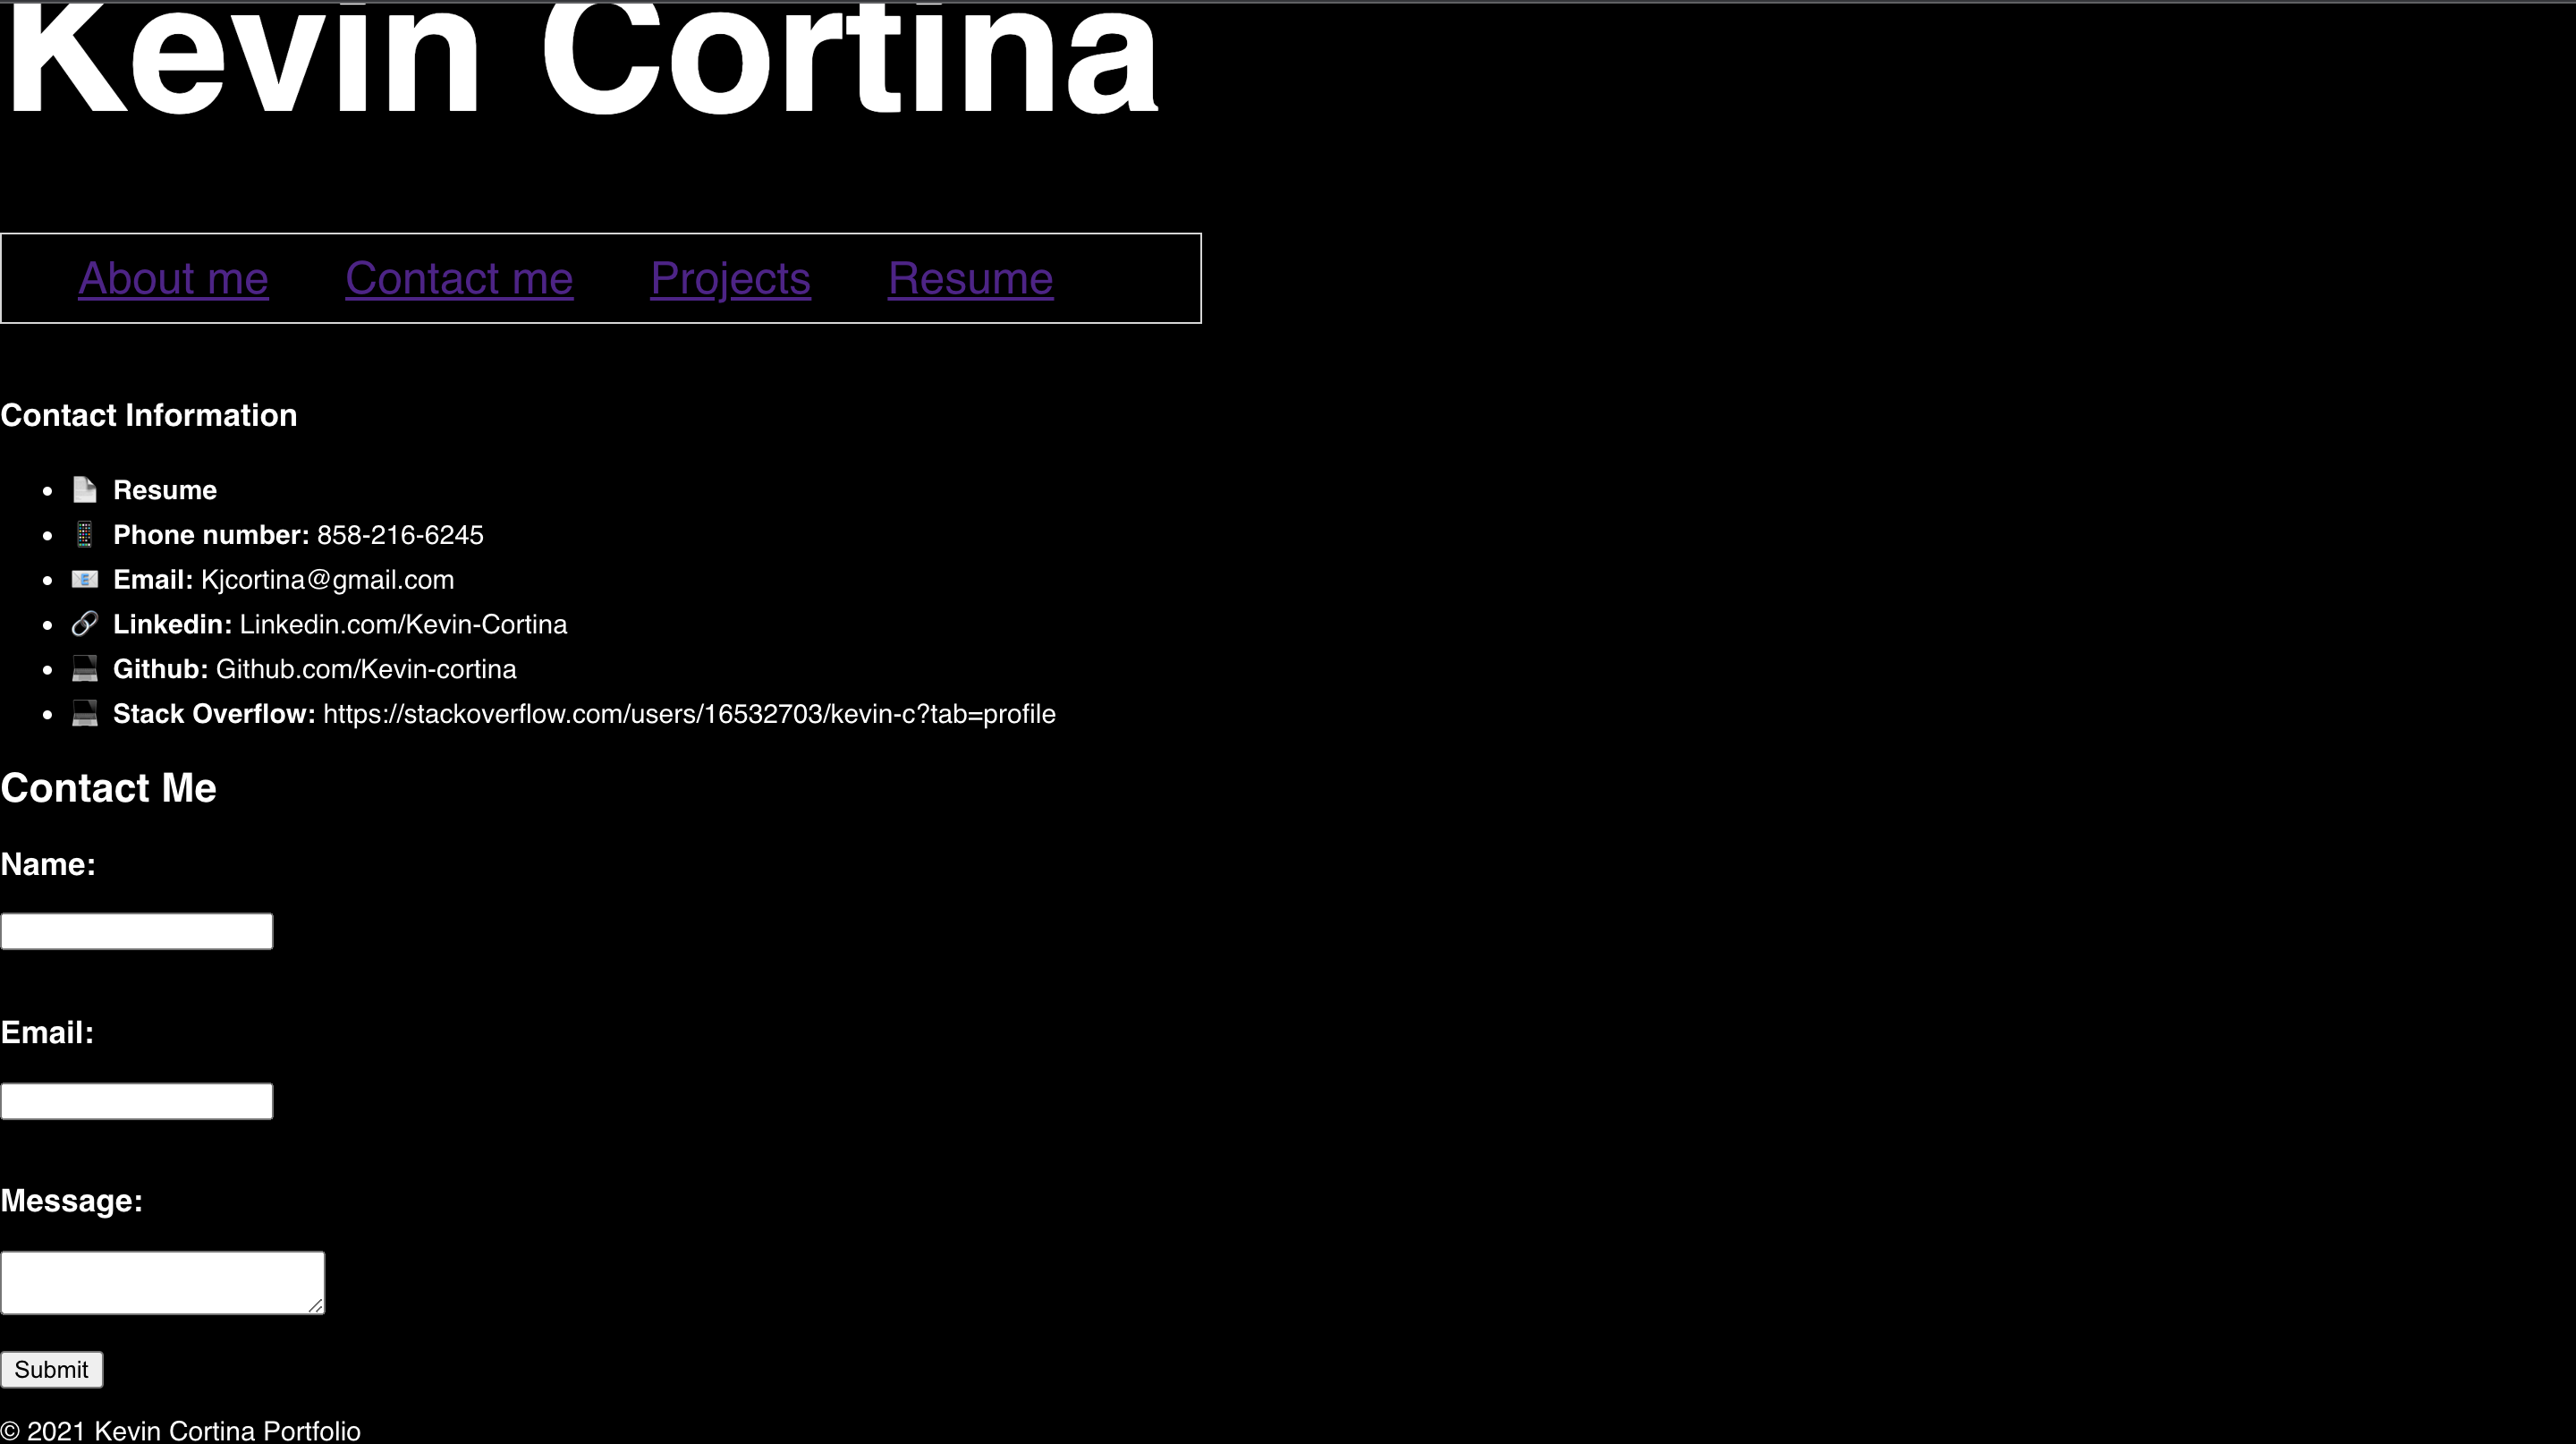 Kevin Cortina
About me Contact me Projects Resume
Contact Information
Resume
Phone number: 858-216-6245
Email: Kjcortina@gmail.com
Linkedin: Linkedin.com/Kevin-Cortina
Github: Github.com/Kevin-cortina
Stack Overflow: https://stackoverflow.com/users/16532703/kevin-c?tab=profile
Contact Me
Name:
Email:
Message:
Submit
© 2021 Kevin Cortina Portfolio